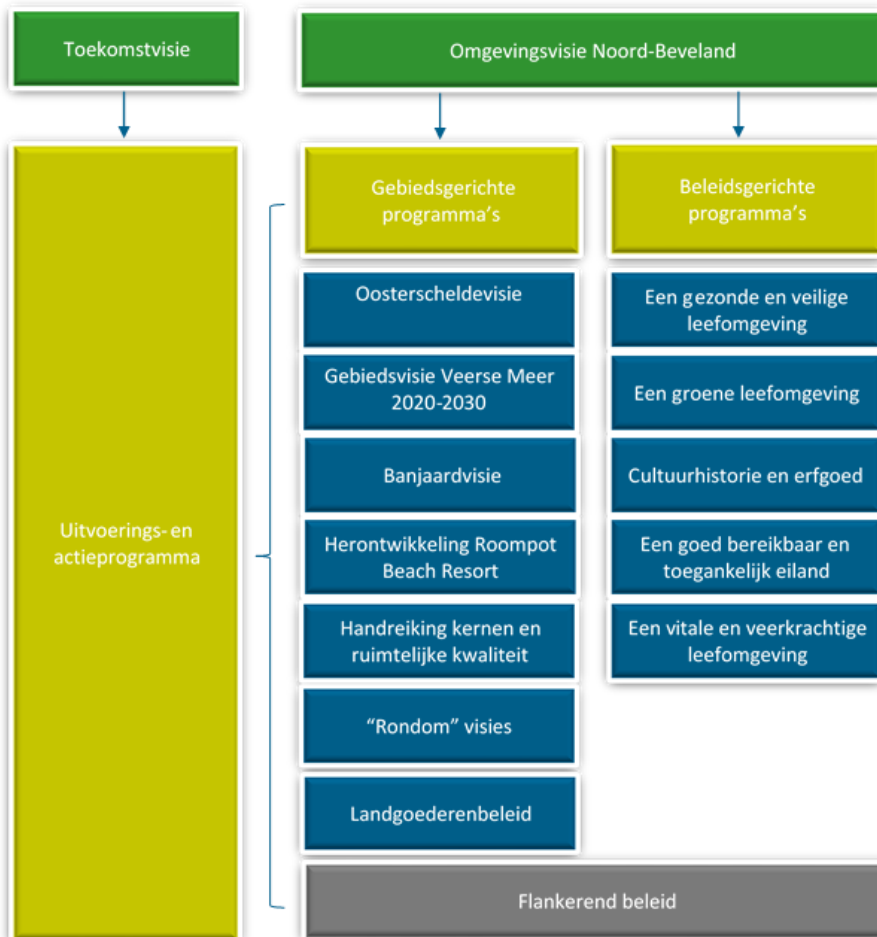 Toekomstvisie
Omgevingsvisie Noord-Beveland
Uitvoerings- en
actieprogramma
Gebiedsgerichte
programma's
Oosterscheldevisie
Gebiedsvisie Veerse Meer
2020-2030
Banjaardvisie
Herontwikkeling Roompot
Beach Resort
Handreiking kernen en
ruimtelijke kwaliteit
“Rondom” visies
Landgoederenbeleid
Beleidsgerichte
programma's
Een gezonde en veilige
leefomgeving
Een groene leefomgeving
Cultuurhistorie en erfgoed
Een goed bereikbaar en
toegankelijk eiland
Een vitale en veerkrachtige
leefomgeving
Flankerend beleid